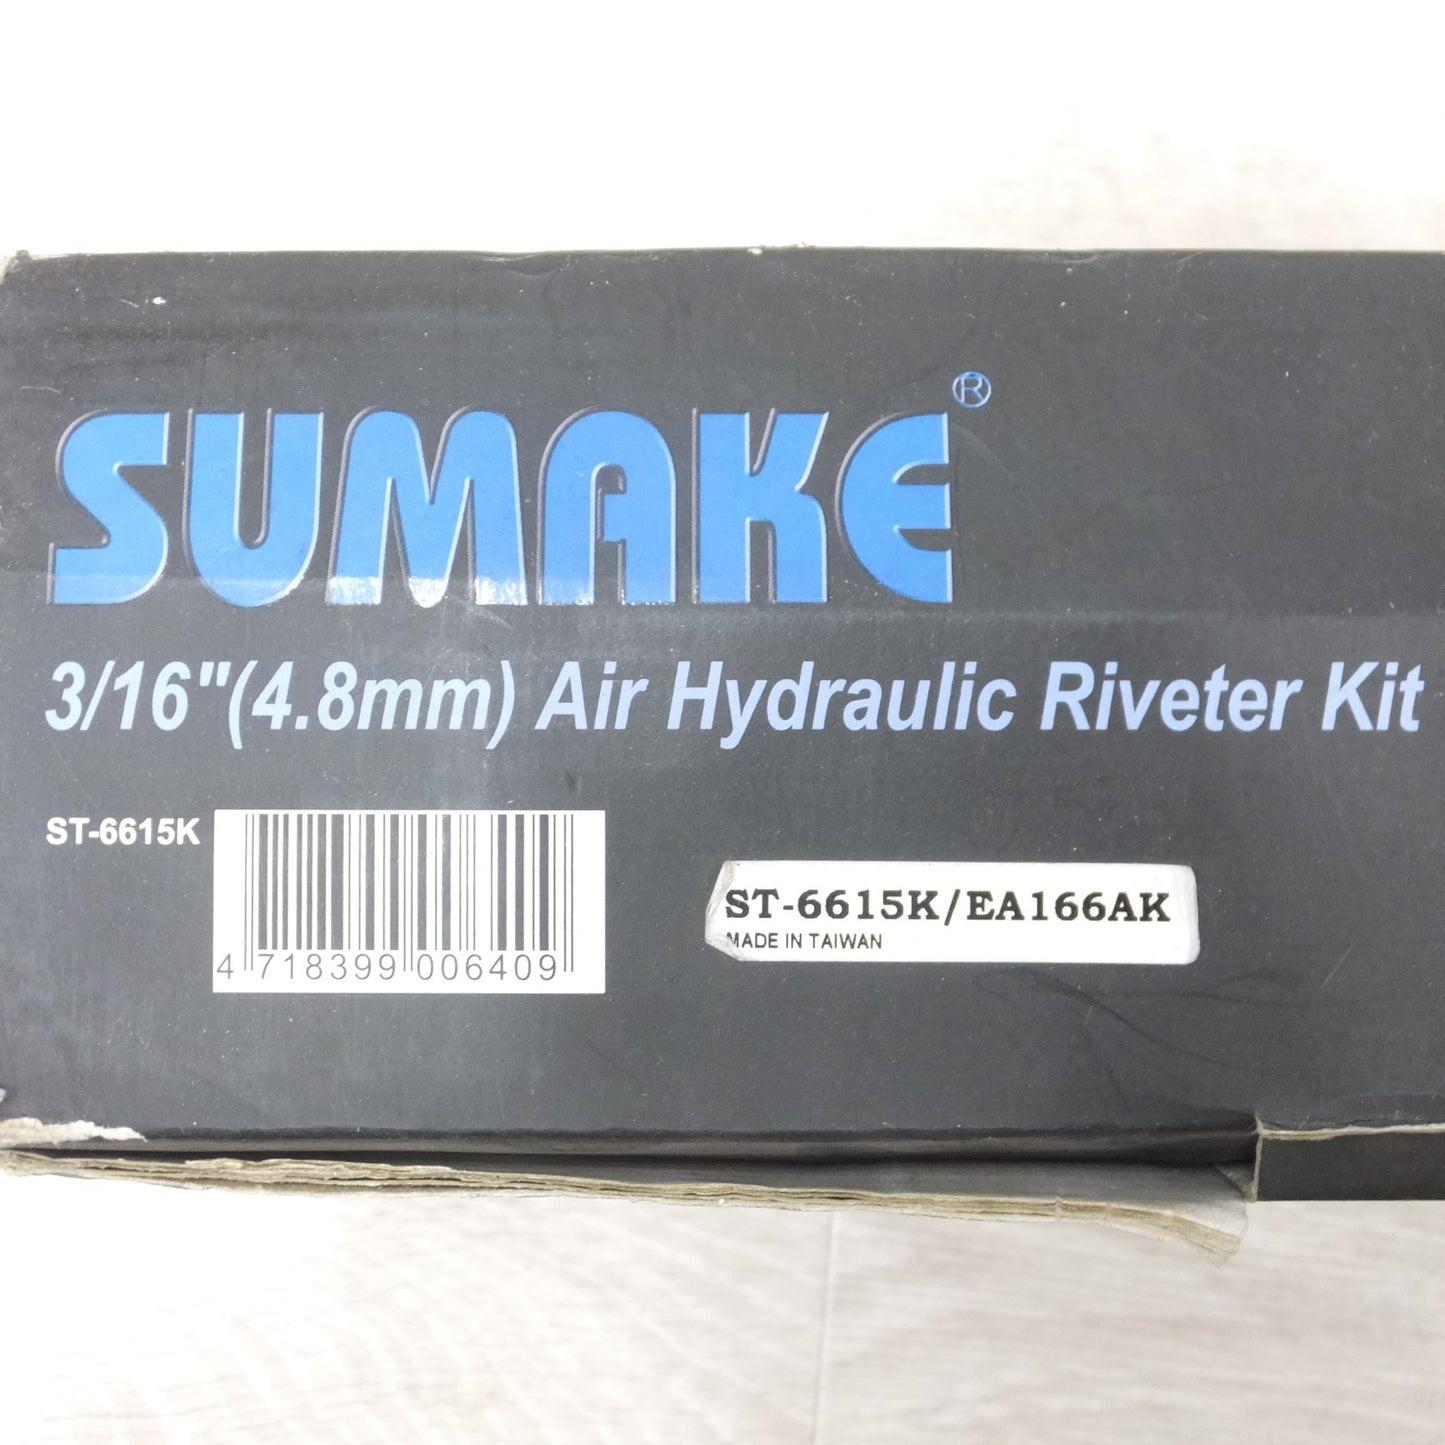 SUMAKE®
3/16"(4.8mm) Air Hydraulic Riveter Kit
ST-6615K
4 718399 006409
ST-6615K/EA166AK
MADE IN TAIWAN